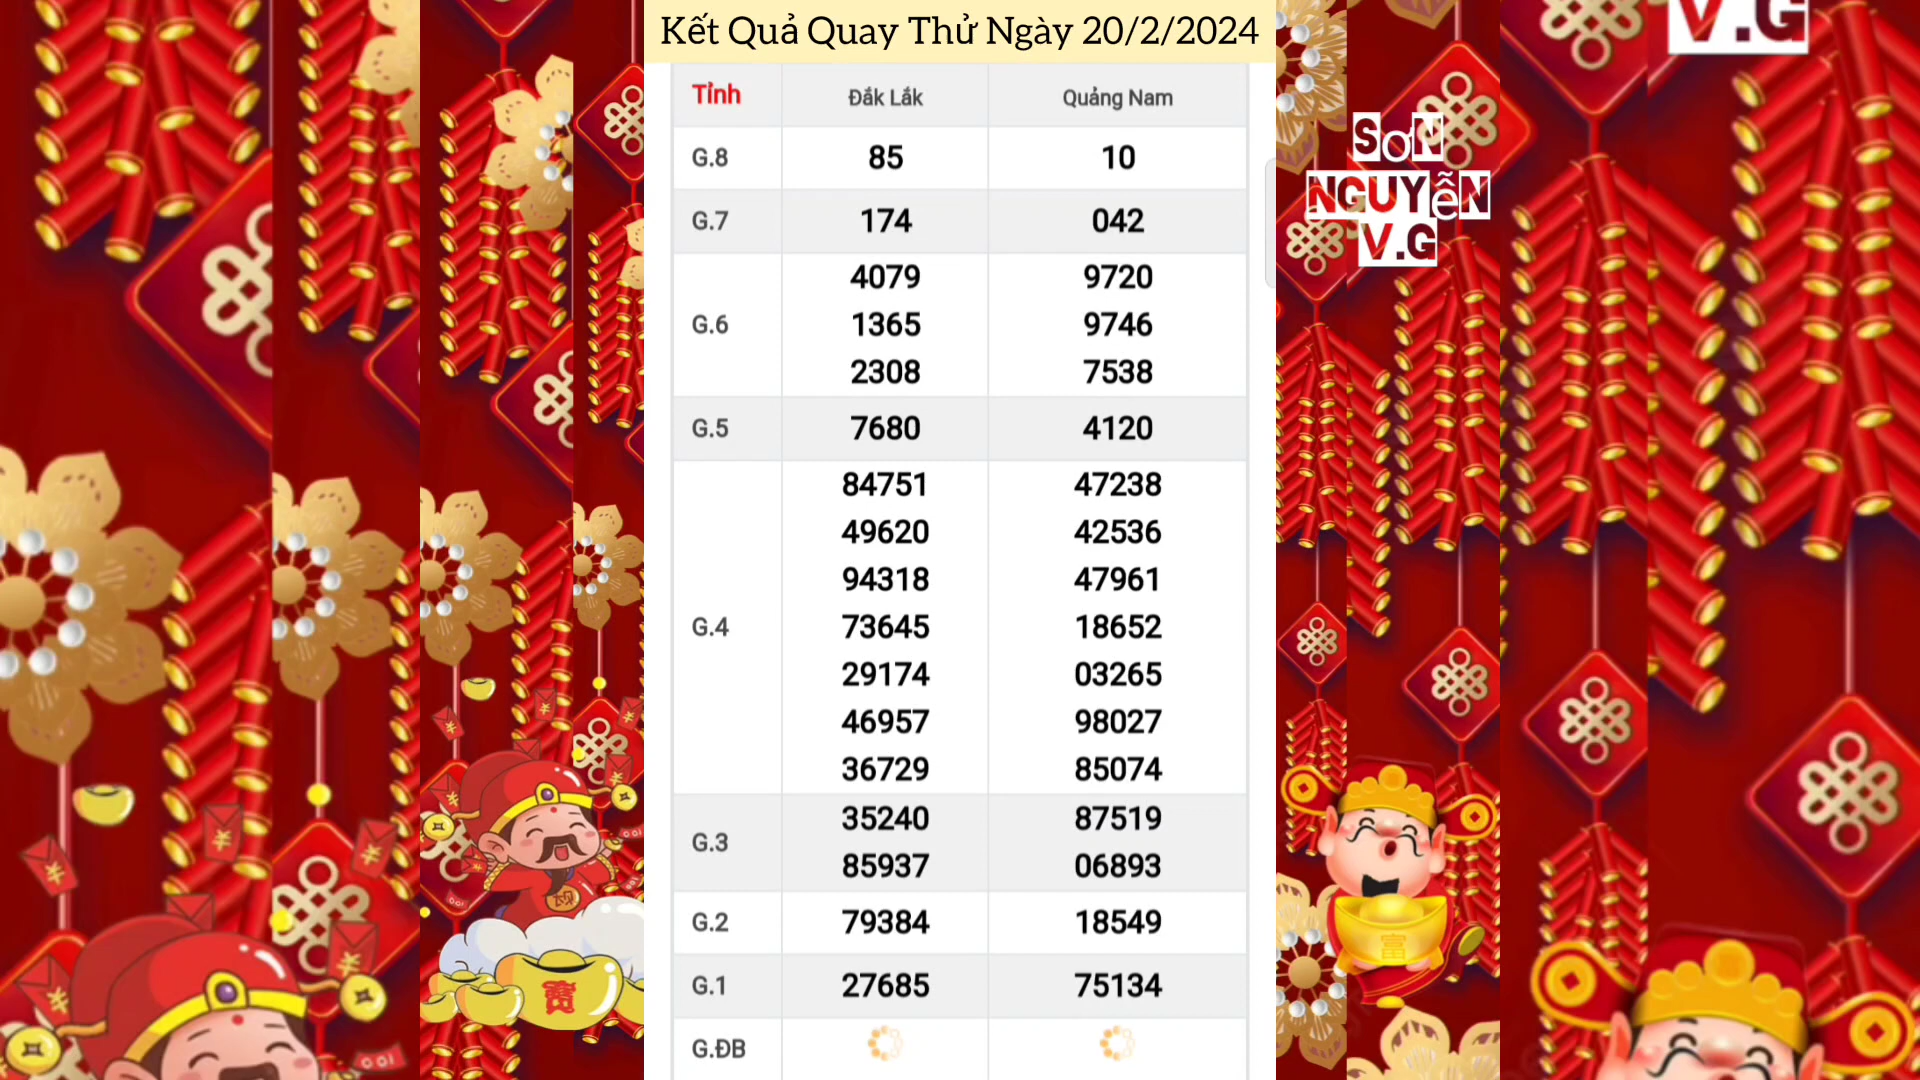 Kết Quả Quay Thử Ngày 20/2/2024
Tỉnh Đắk Lắk Quảng Nam
G.8 85 10
G.7 174 042
G.6
4079 9720
1365 9746
2308 7538
G.5 7680 4120
G.4
84751 47238
49620 42536
94318 47961
73645 18652
29174 03265
46957 98027
36729 85074
G.3
35240 87519
85937 06893
G.2 79384 18549
G.1 27685 75134
G.ĐB
SƠN
NGUYỄN
V.G
V.G